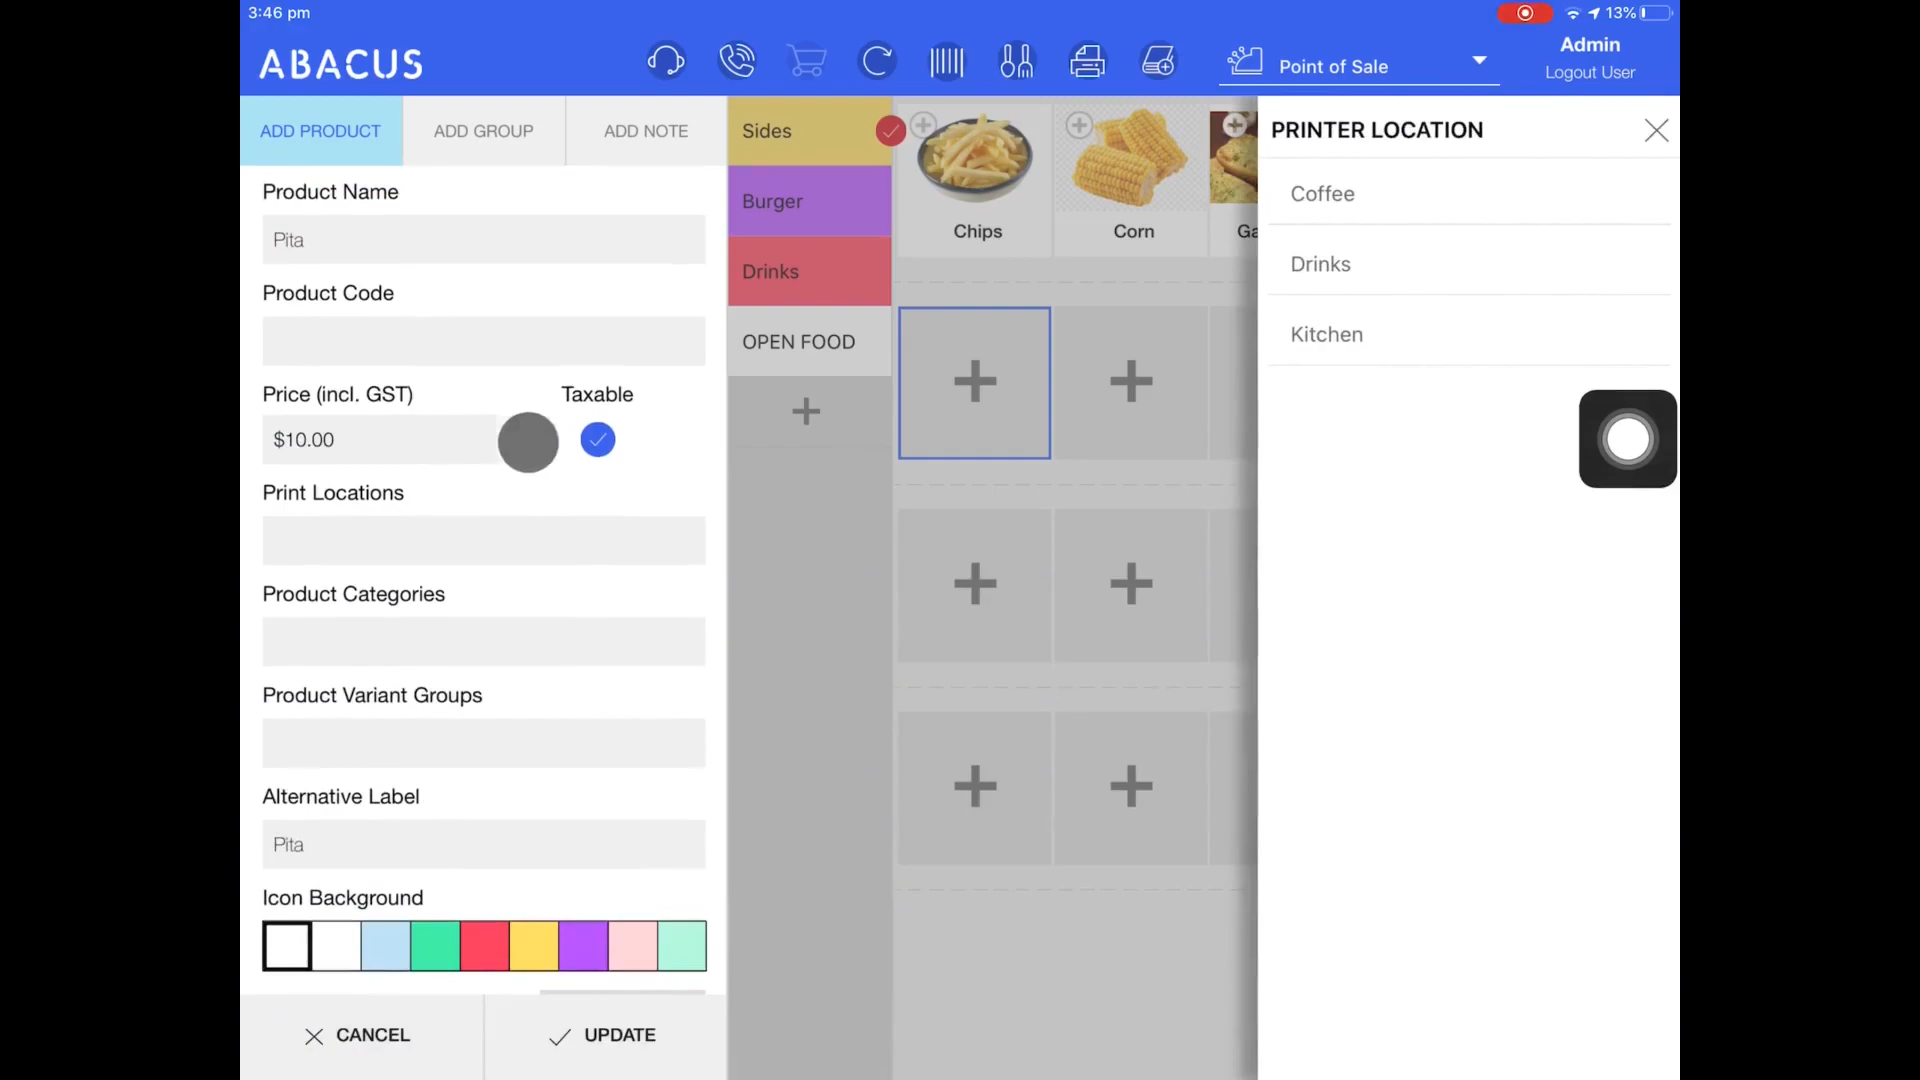 3:46 pm
13%
ABACUS
Point of Sale
Admin
Logout User
ADD PRODUCT
ADD GROUP
ADD NOTE
Product Name
Pita
Product Code
Price (incl. GST)
Taxable
$10.00
Print Locations
Product Categories
Product Variant Groups
Alternative Label
Pita
Icon Background
CANCEL
UPDATE
Sides
Burger
Drinks
OPEN FOOD
Chips
Corn
Ga
PRINTER LOCATION
Coffee
Drinks
Kitchen